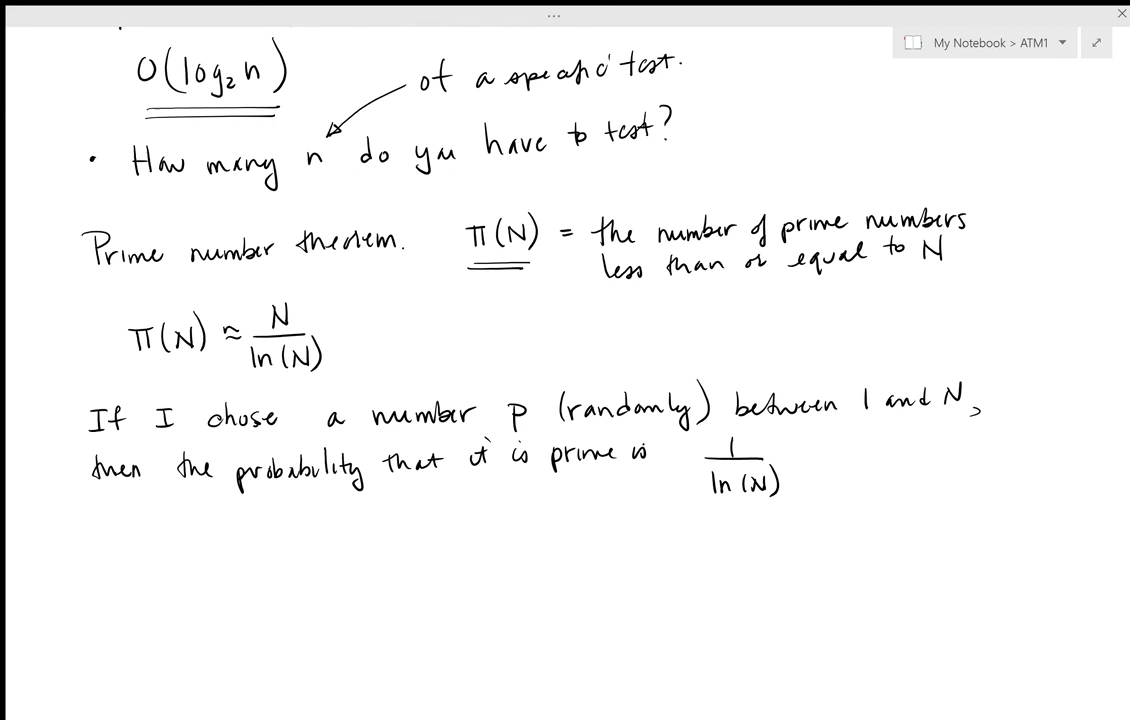 My Notebook > ATM1
O(log₂ n)
of a specific test.
• How many n do you have to test?
Prime number theorem. π(N) = the number of prime numbers
less than or equal to N
π(N) ≈ N / ln(N)
If I chose a number p (randomly) between 1 and N,
then the probability that it is prime is 1 / ln(N)